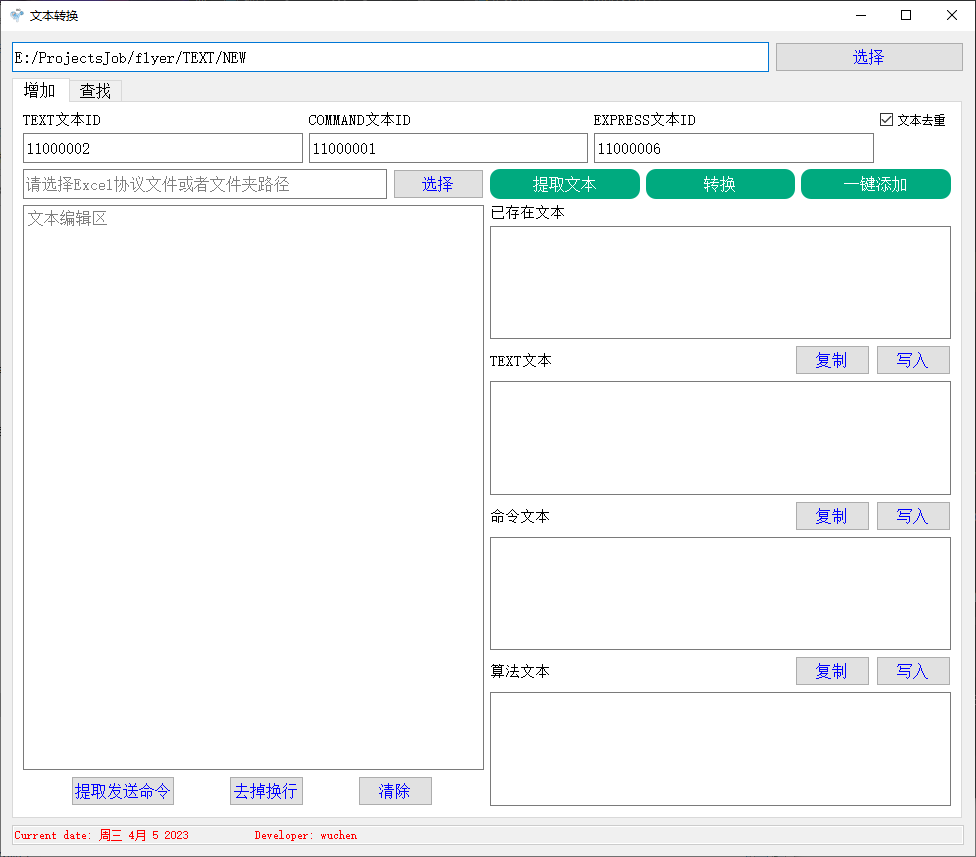 文本转换
E:/ProjectsJob/flyer/TEXT/NEW
选择
增加 查找
TEXT文本ID COMMAND文本ID EXPRESS文本ID 文本去重
11000002 11000001 11000006
请选择Excel协议文件或者文件夹路径 选择 提取文本 转换 一键添加
文本编辑区
已存在文本
TEXT文本 复制 写入
命令文本 复制 写入
算法文本 复制 写入
提取发送命令 去掉换行 清除
Current date: 周三 4月 5 2023 Developer: wuchen